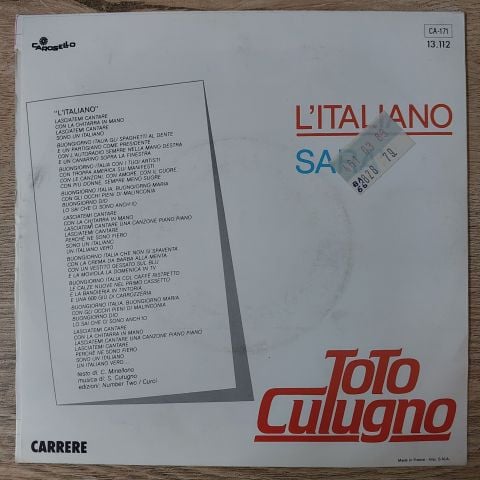 CAROSELLO
CA-171
13.112
L'ITALIANO
"L'ITALIANO"
LASCIATEMI CANTARE
CON LA CHITARRA IN MANO
LASCIATEMI CANTARE
SONO UN ITALIANO
BUONGIORNO ITALIA GLI SPAGHETTI AL DENTE
E UN PARTIGIANO COME PRESIDENTE
CON L'AUTORADIO SEMPRE NELLA MANO DESTRA
E UN CANARINO SOPRA LA FINESTRA
BUONGIORNO ITALIA CON I TUOI ARTISTI
CON TROPPA AMERICA SUI MANIFESTI
CON LE CANZONI, CON AMORE, CON IL CUORE
CON PIU DONNE, SEMPRE MENO SUORE
BUONGIORNO ITALIA, BUONGIORNO MARIA
CON GLI OCCHI PIENI DI MALINCONIA
BUONGIORNO DIO
LO SAI CHE CI SONO ANCH'IO
LASCIATEMI CANTARE
CON LA CHITARRA IN MANO
LASCIATEMI CANTARE UNA CANZONE PIANO PIANO
LASCIATEMI CANTARE
PERCHÉ NE SONO FIERO
SONO UN ITALIANO
UN ITALIANO VERO
BUONGIORNO ITALIA CHE NON SI SPAVENTA
CON LA CREMA DA BARBA ALLA MENTA
CON UN VESTITO GESSATO SUL BLU
E LA MOVIOLA LA DOMENICA IN TV
BUONGIORNO ITALIA COL CAFFÈ RISTRETTO
LE CALZE NUOVE NEL PRIMO CASSETTO
E LA BANDIERA IN TINTORIA
E UNA 600 GIÙ DI CARROZZERIA
BUONGIORNO ITALIA, BUONGIORNO MARIA
CON GLI OCCHI PIENI DI MALINCONIA
BUONGIORNO DIO
LO SAI CHE CI SONO ANCH'IO
LASCIATEMI CANTARE
CON LA CHITARRA IN MANO
LASCIATEMI CANTARE UNA CANZONE PIANO PIANO
LASCIATEMI CANTARE
PERCHÉ NE SONO FIERO
SONO UN ITALIANO
UN ITALIANO VERO...
testo di: C. Minellono
musica di: S. Cutugno
edizioni: Number Two / Curci
TOTO
CUTUGNO
CARRERE
Made in France